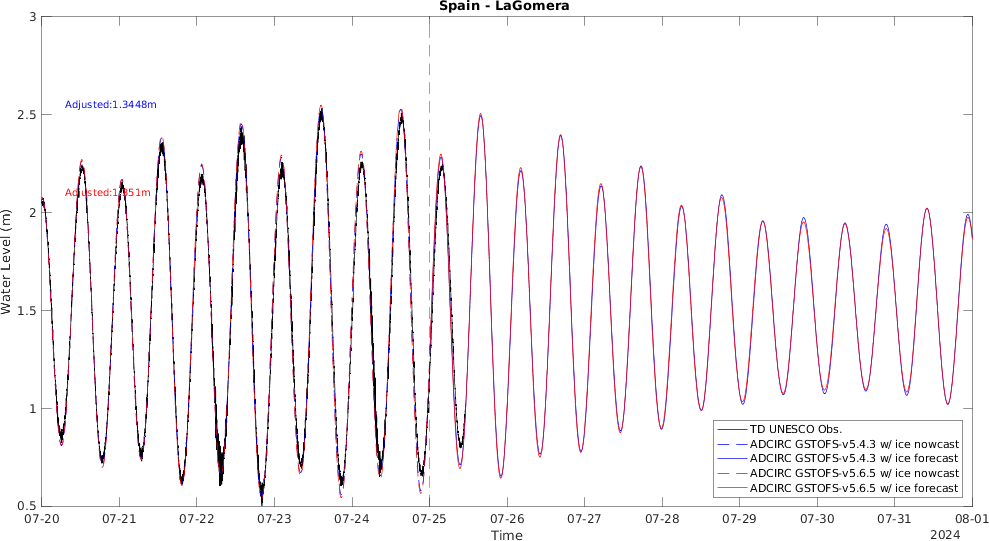 Spain - LaGomera
3
2.5
2
1.5
1
0.5
Water Level (m)
Adjusted:1.3448m
Adjusted:1.351m
TD UNESCO Obs.
ADCIRC GSTOFS-v5.4.3 w/ ice nowcast
ADCIRC GSTOFS-v5.4.3 w/ ice forecast
ADCIRC GSTOFS-v5.6.5 w/ ice nowcast
ADCIRC GSTOFS-v5.6.5 w/ ice forecast
07-20 07-21 07-22 07-23 07-24 07-25 07-26 07-27 07-28 07-29 07-30 07-31 08-01
Time
2024